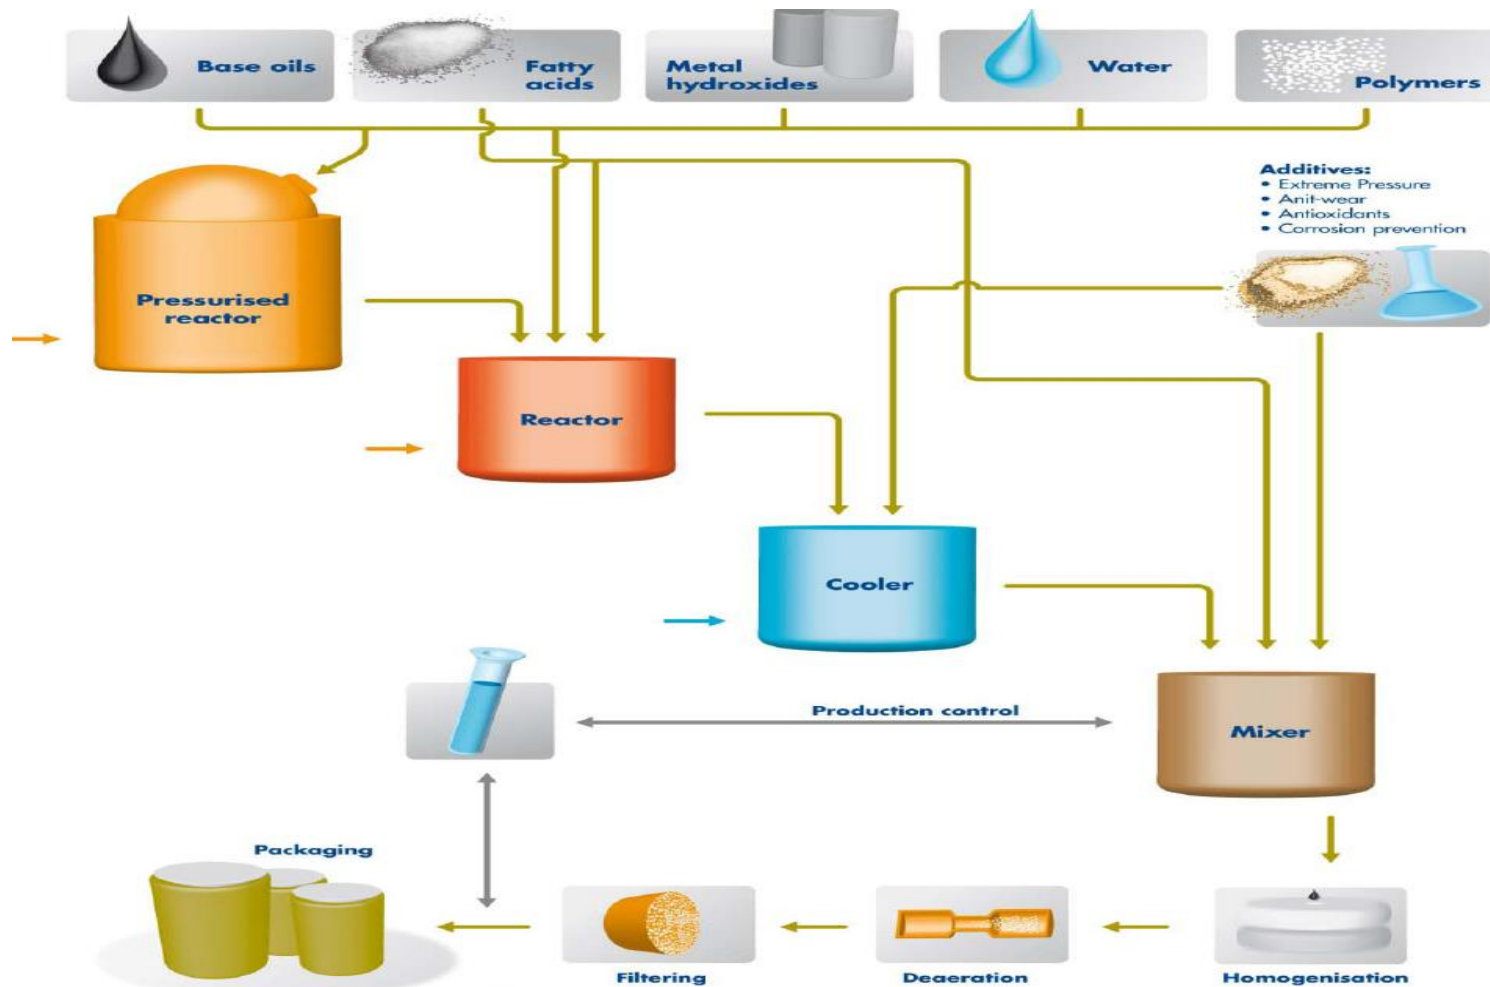 Base oils
Fatty
acids
Metal
hydroxides
Water
Polymers
Additives:
• Extreme Pressure
• Anit-wear
• Antioxidants
• Corrosion prevention
Pressurised
reactor
Reactor
Cooler
Production control
Mixer
Packaging
Filtering
Deaeration
Homogenisation